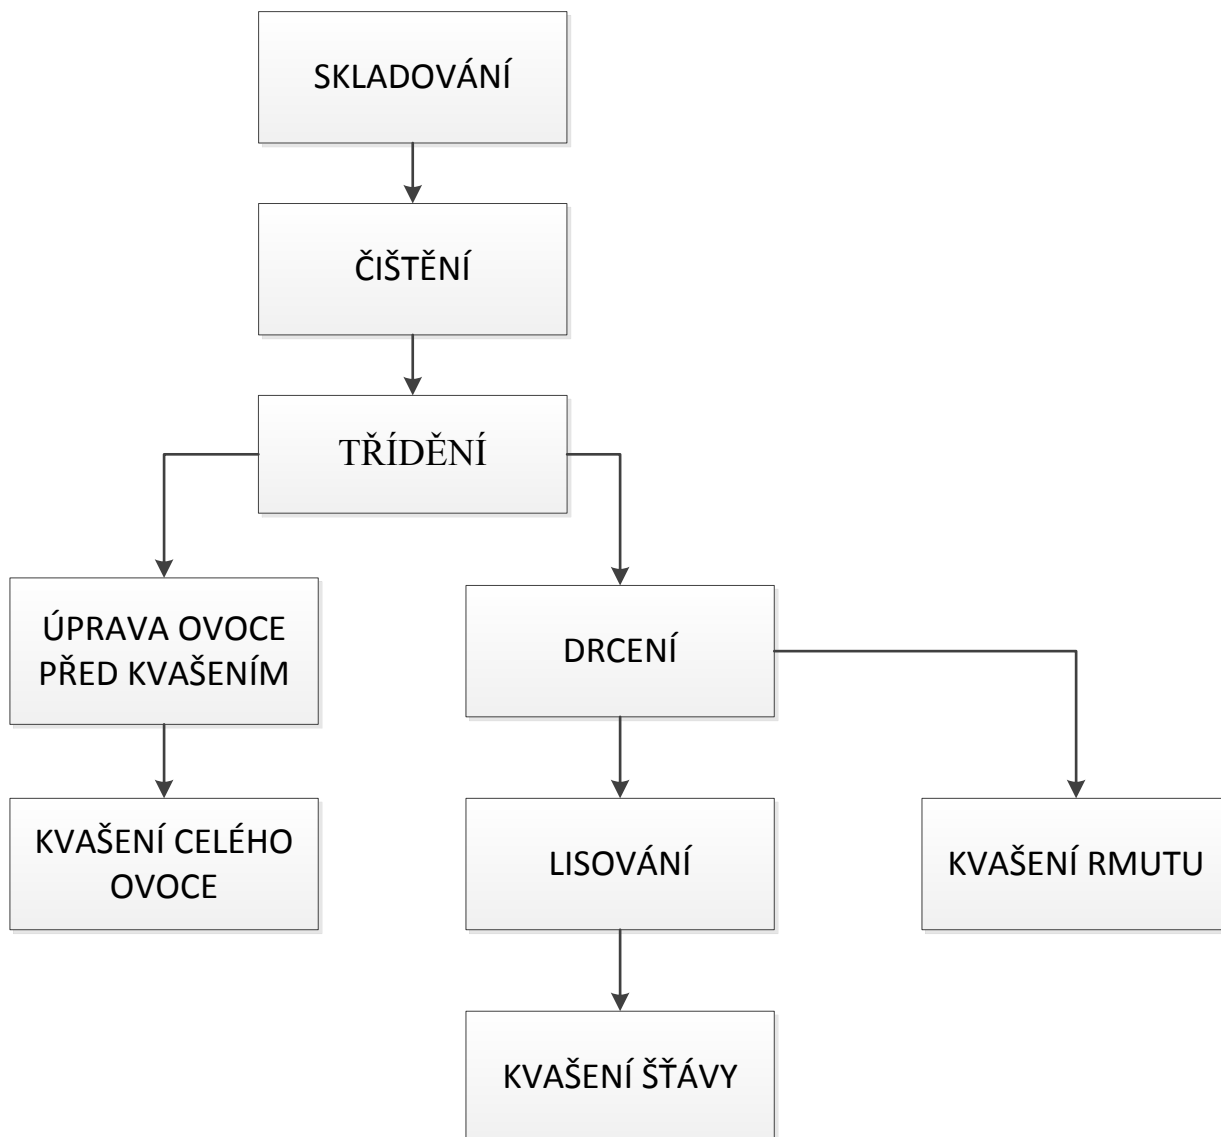 SKLADOVÁNÍ
ČIŠTĚNÍ
TŘÍDĚNÍ
ÚPRAVA OVOCE
PŘED KVAŠENÍM
DRCENÍ
KVAŠENÍ CELÉHO
OVOCE
LISOVÁNÍ
KVAŠENÍ RMUTU
KVAŠENÍ ŠŤÁVY